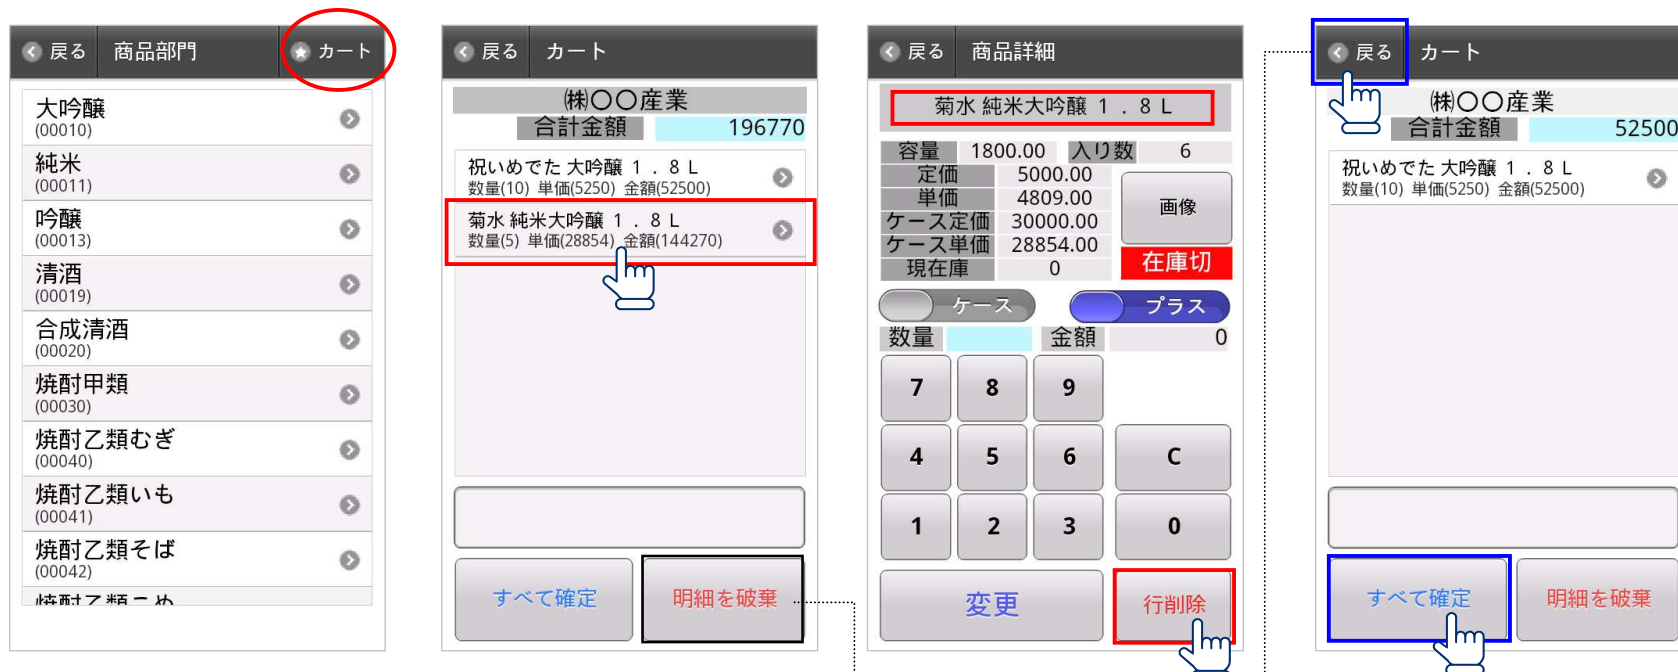 戻る 商品部門 カート
大吟醸
(00010)
純米
(00011)
吟醸
(00013)
清酒
(00019)
合成清酒
(00020)
焼酎甲類
(00030)
焼酎乙類むぎ
(00040)
焼酎乙類いも
(00041)
焼酎乙類そば
(00042)
焼酎乙類こめ
戻る カート
㈱〇〇産業
合計金額 196770
祝いめでた 大吟醸 1.8L
数量(10) 単価(5250) 金額(52500)
菊水 純米大吟醸 1.8L
数量(5) 単価(28854) 金額(144270)
すべて確定 明細を破棄
戻る 商品詳細
菊水 純米大吟醸 1.8L
容量 1800.00 入り数 6
定価 5000.00
単価 4809.00
画像
ケース定価 30000.00
ケース単価 28854.00
現在庫 0
在庫切
ケース プラス
数量 金額 0
7 8 9
4 5 6 C
1 2 3 0
変更 行削除
戻る カート
㈱〇〇産業
合計金額 52500
祝いめでた 大吟醸 1.8L
数量(10) 単価(5250) 金額(52500)
すべて確定 明細を破棄